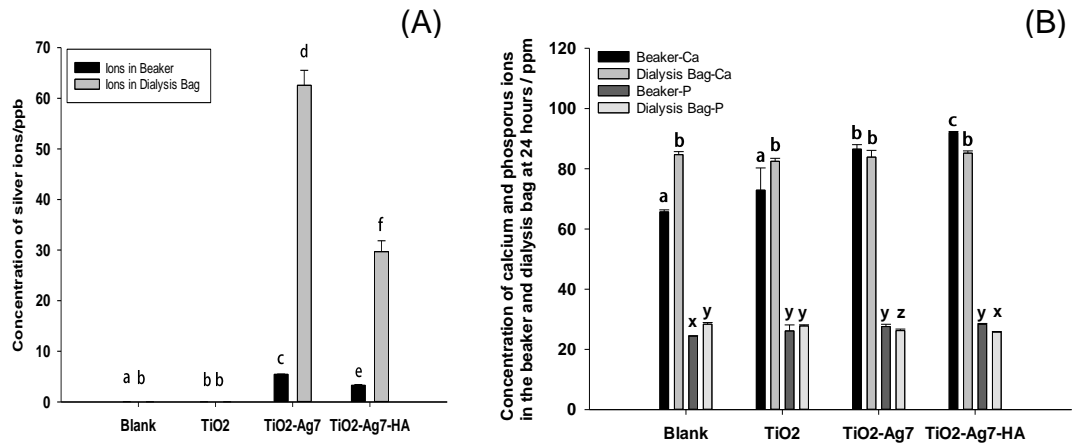 (A)
Concentration of silver ions/ppb
70
60
50
40
30
20
10
0
Ions in Beaker
Ions in Dialysis Bag
a b
b b
c
d
e
f
Blank
TiO2
TiO2-Ag7
TiO2-Ag7-HA
(B)
Concentration of calcium and phosporus ions
in the beaker and dialysis bag at 24 hours / ppm
120
100
80
60
40
20
0
Beaker-Ca
Dialysis Bag-Ca
Beaker-P
Dialysis Bag-P
a
b
x
y
a
b
y y
b b
y
z
c
b
y
x
Blank
TiO2
TiO2-Ag7
TiO2-Ag7-HA